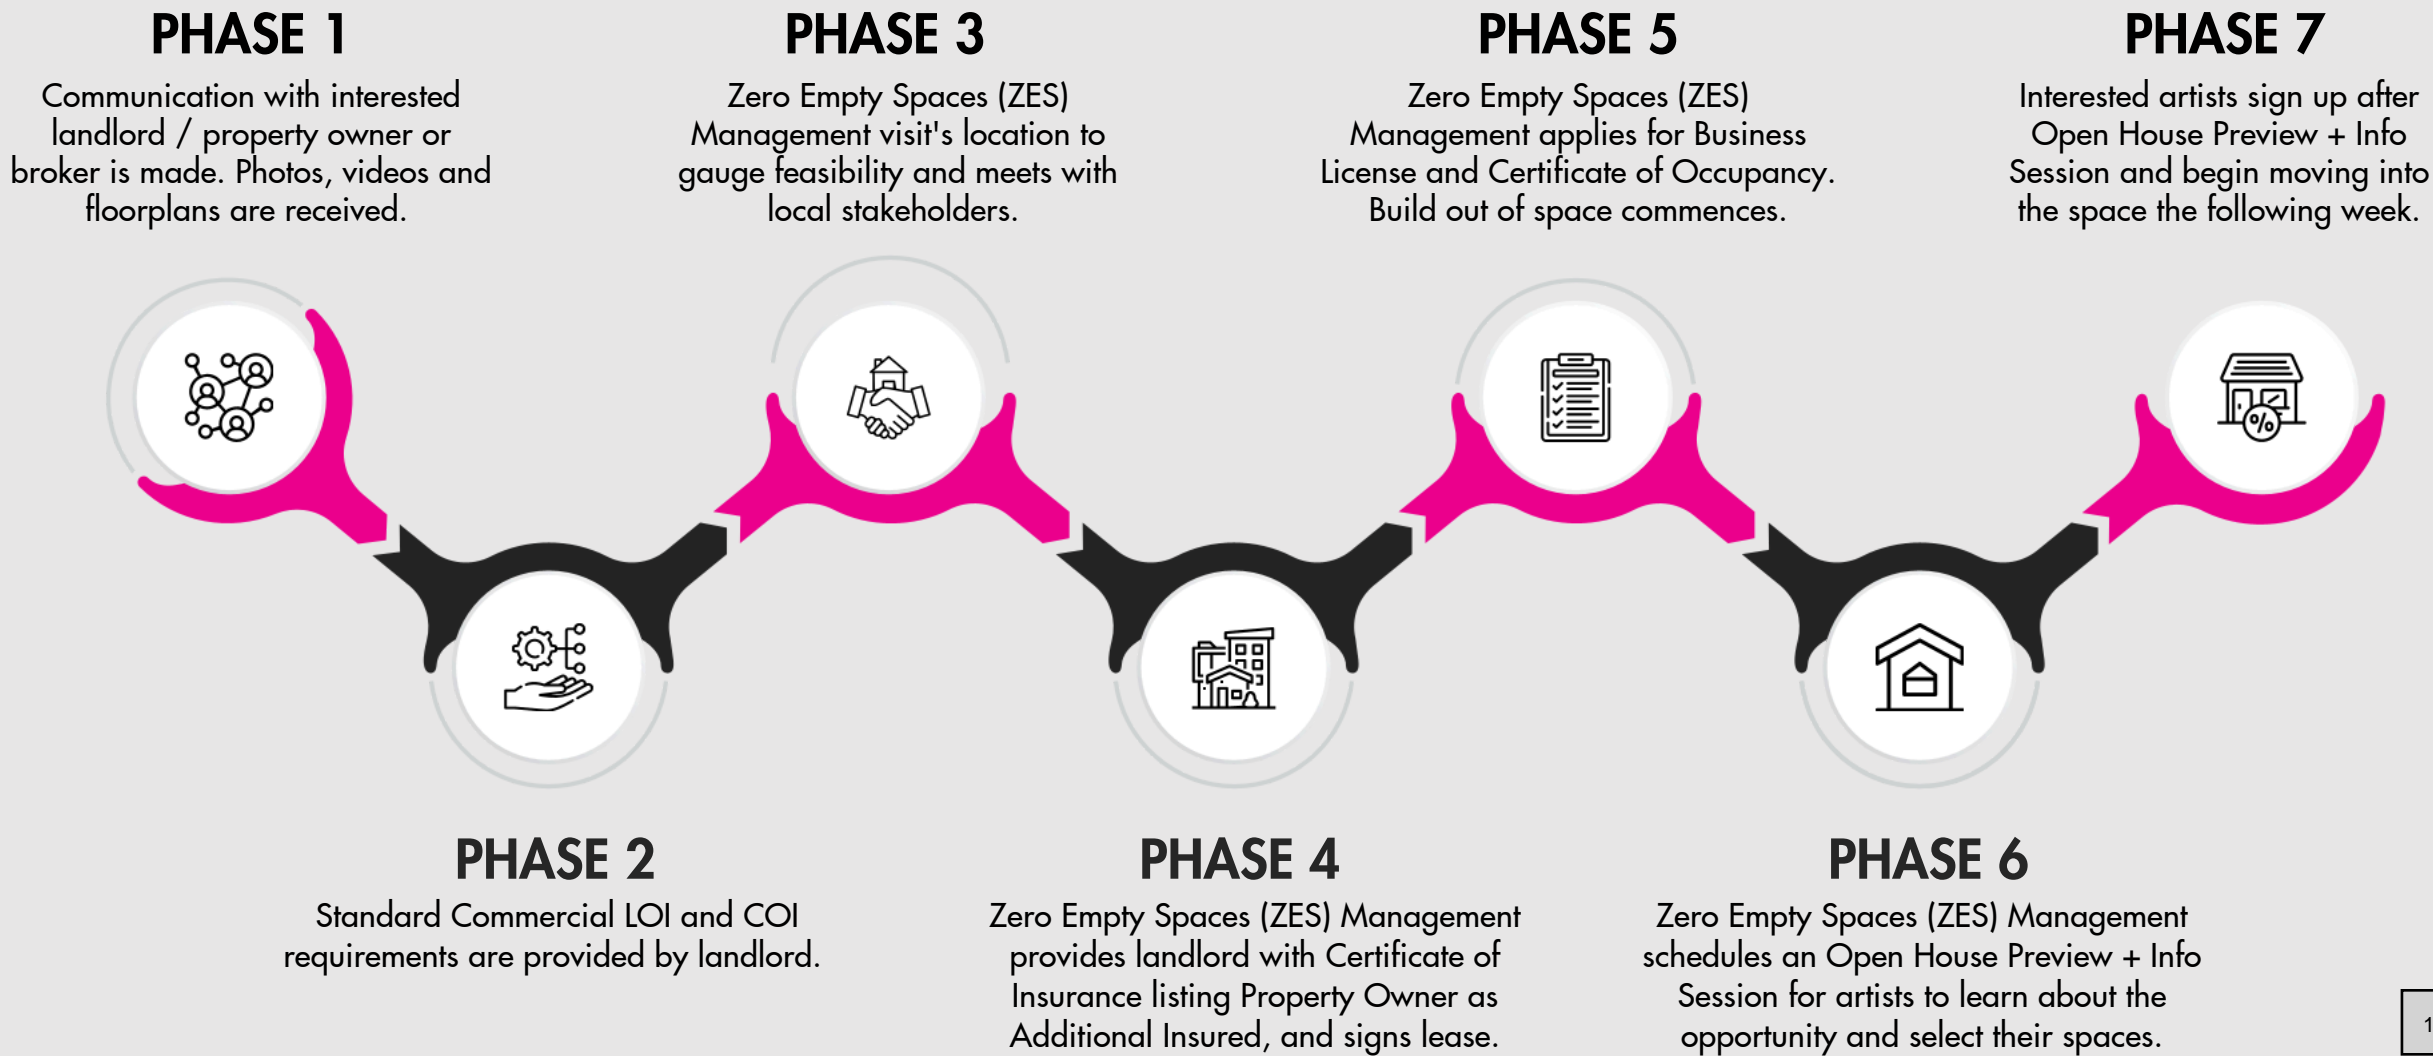 PHASE 1
Communication with interested
landlord / property owner or
broker is made. Photos, videos and
floorplans are received.
PHASE 2
Standard Commercial LOI and COI
requirements are provided by landlord.
PHASE 3
Zero Empty Spaces (ZES)
Management visit's location to
gauge feasibility and meets with
local stakeholders.
PHASE 4
Zero Empty Spaces (ZES) Management
provides landlord with Certificate of
Insurance listing Property Owner as
Additional Insured, and signs lease.
PHASE 5
Zero Empty Spaces (ZES)
Management applies for Business
License and Certificate of Occupancy.
Build out of space commences.
PHASE 6
Zero Empty Spaces (ZES) Management
schedules an Open House Preview + Info
Session for artists to learn about the
opportunity and select their spaces.
PHASE 7
Interested artists sign up after
Open House Preview + Info
Session and begin moving into
the space the following week.
%